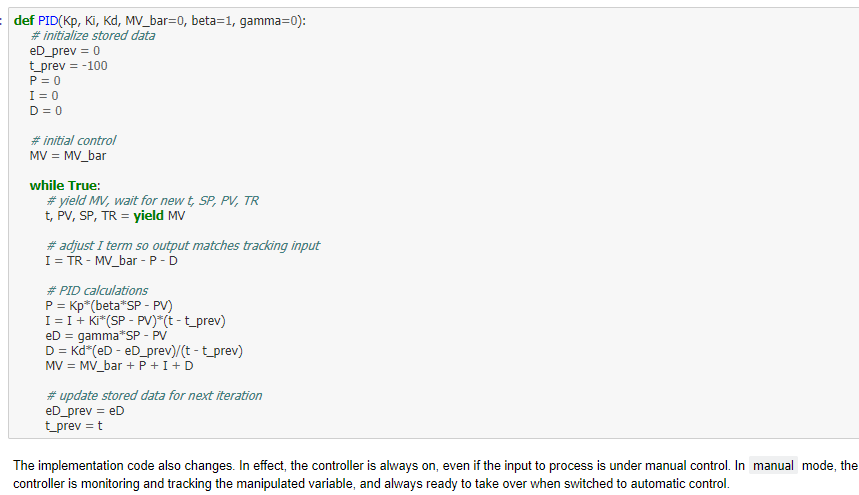 def PID(Kp, Ki, Kd, MV_bar=0, beta=1, gamma=0):
# initialize stored data
eD_prev = 0
t_prev = -100
P = 0
I = 0
D = 0
# initial control
MV = MV_bar
while True:
# yield MV, wait for new t, SP, PV, TR
t, PV, SP, TR = yield MV
# adjust I term so output matches tracking input
I = TR - MV_bar - P - D
# PID calculations
P = Kp*(beta*SP - PV)
I = I + Ki*(SP - PV)*(t - t_prev)
eD = gamma*SP - PV
D = Kd*(eD - eD_prev)/(t - t_prev)
MV = MV_bar + P + I + D
# update stored data for next iteration
eD_prev = eD
t_prev = t
The implementation code also changes. In effect, the controller is always on, even if the input to process is under manual control. In manual mode, the
controller is monitoring and tracking the manipulated variable, and always ready to take over when switched to automatic control.